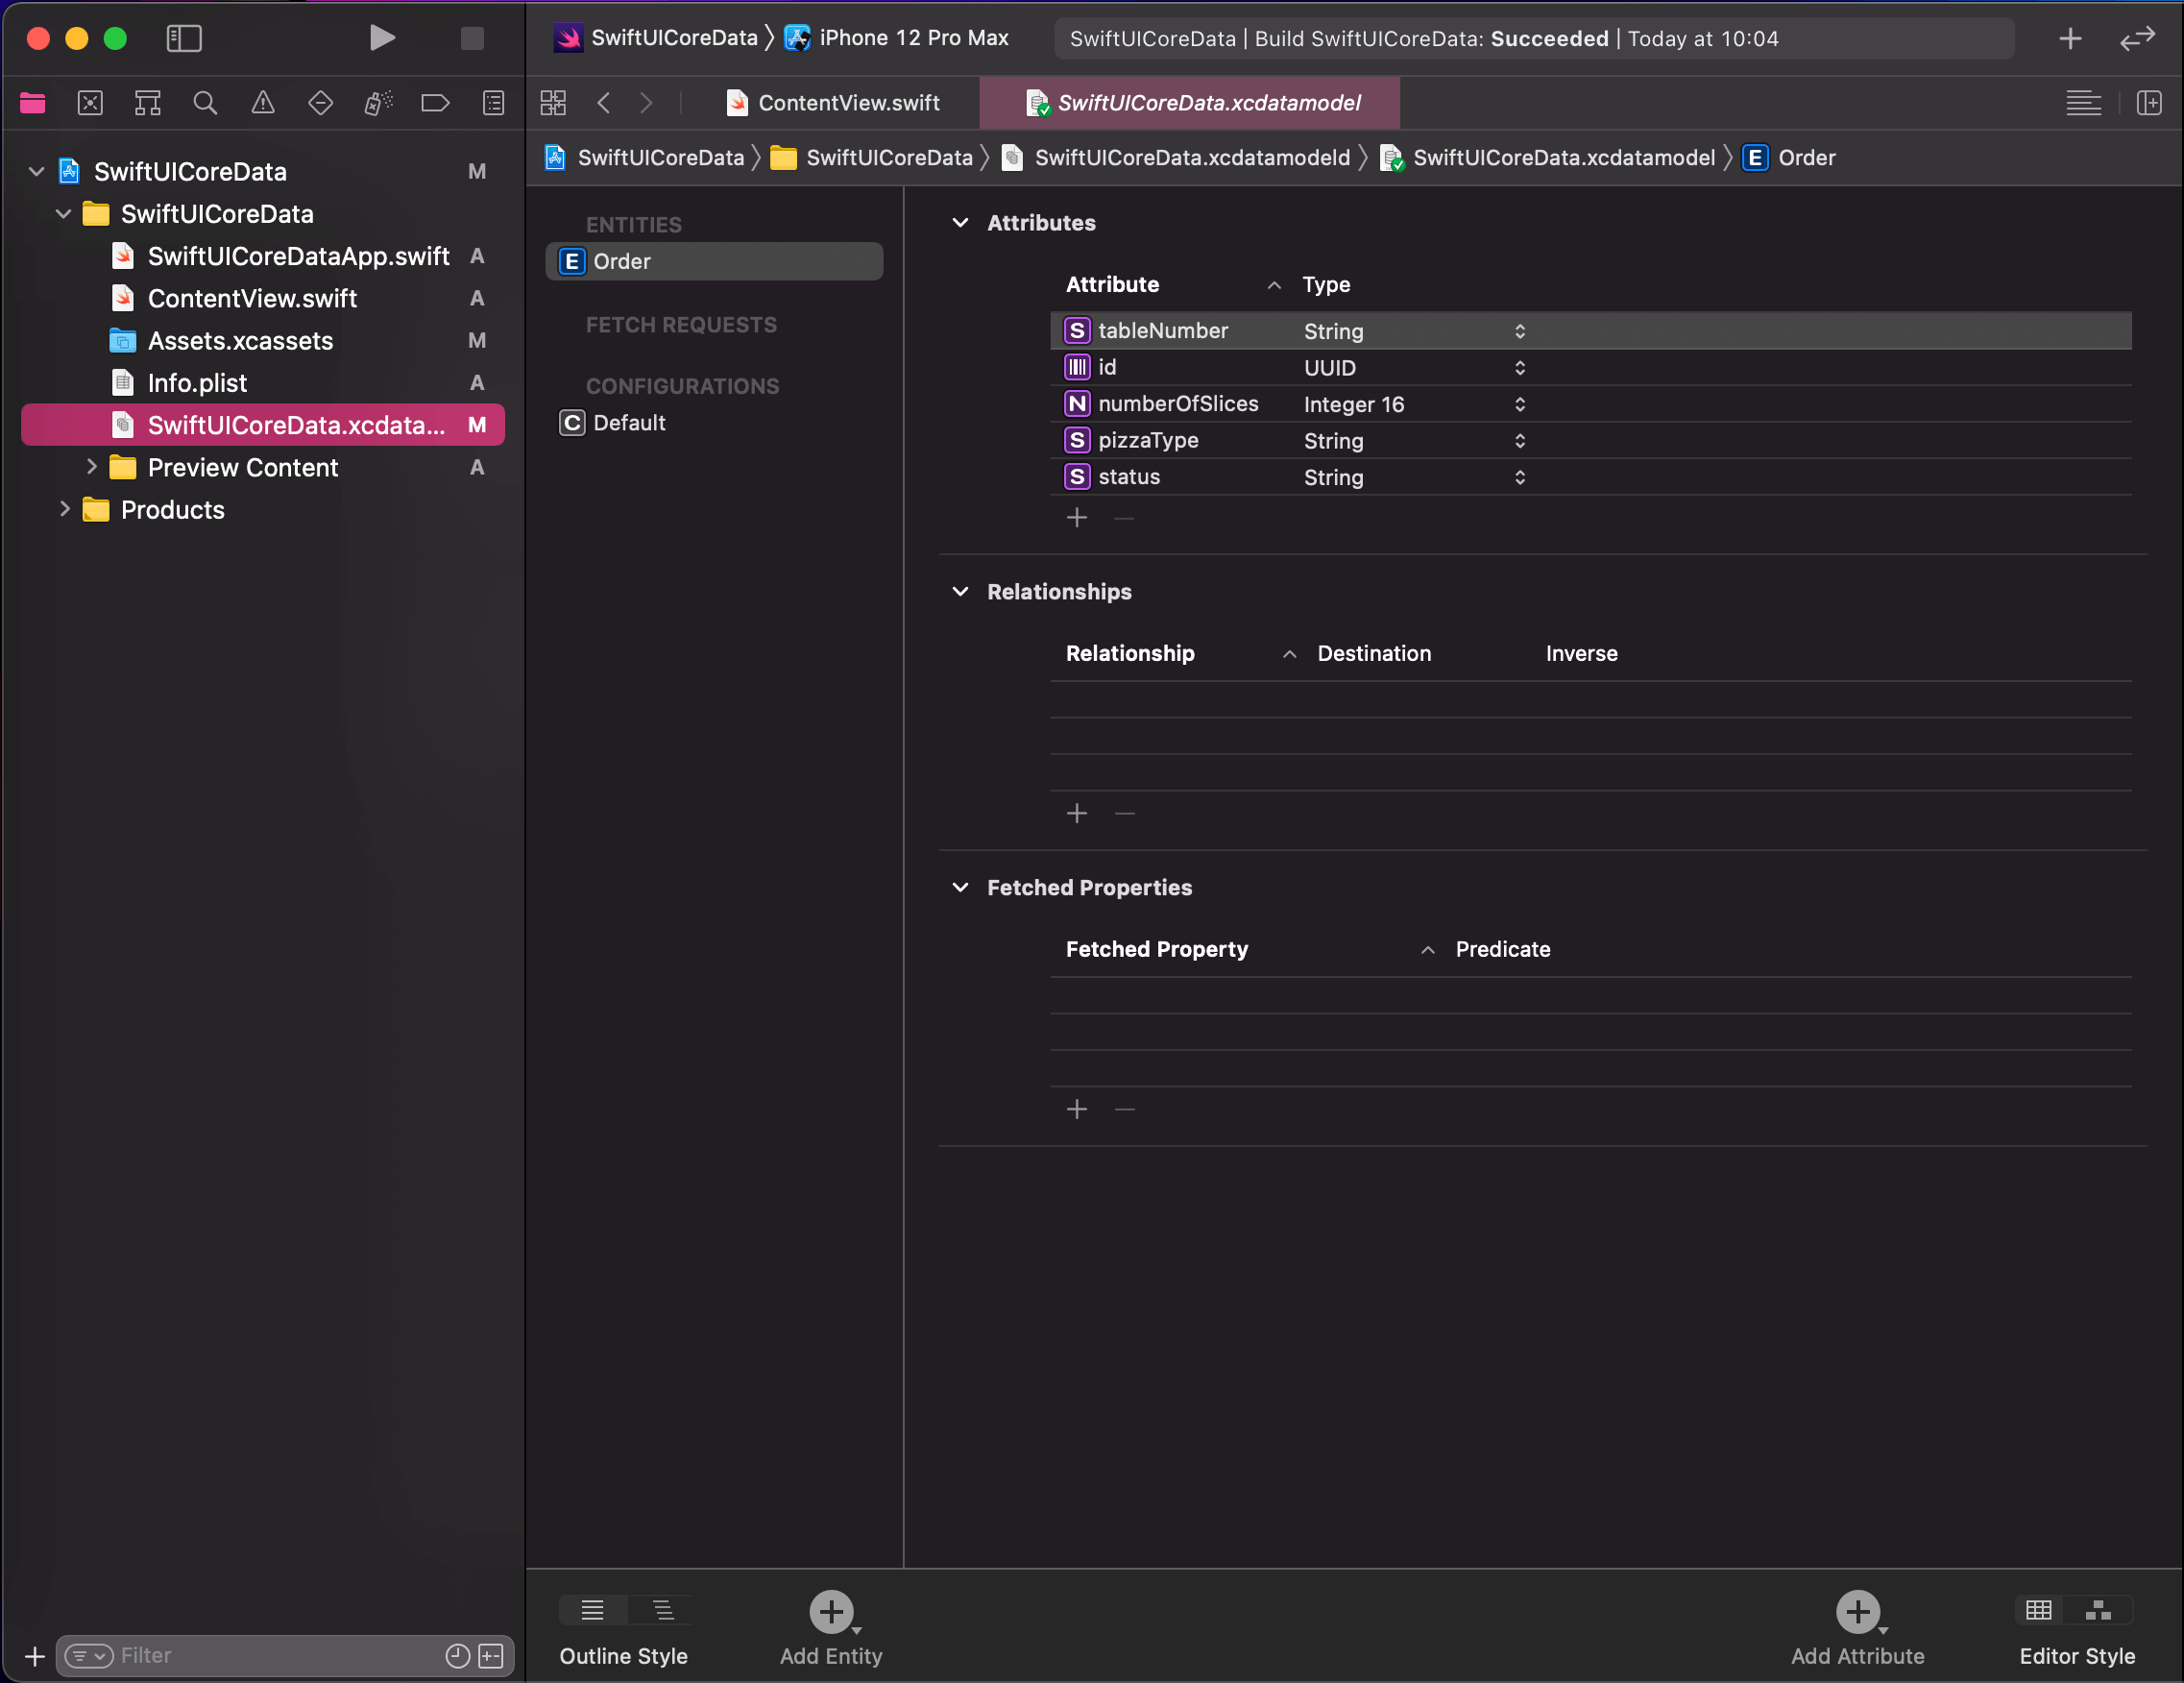 SwiftUICoreData 〉 iPhone 12 Pro Max
SwiftUICoreData | Build SwiftUICoreData: Succeeded | Today at 10:04
ContentView.swift
SwiftUICoreData.xcdatamodel
SwiftUICoreData 〉 SwiftUICoreData 〉 SwiftUICoreData.xcdatamodeld 〉 SwiftUICoreData.xcdatamodel 〉 E Order
SwiftUICoreData M
SwiftUICoreData
SwiftUICoreDataApp.swift A
ContentView.swift A
Assets.xcassets M
Info.plist A
SwiftUICoreData.xcdata... M
Preview Content A
Products
Filter
ENTITIES
E Order
FETCH REQUESTS
CONFIGURATIONS
C Default
Attributes
Attribute Type
S tableNumber String
id UUID
N numberOfSlices Integer 16
S pizzaType String
S status String
Relationships
Relationship Destination Inverse
Fetched Properties
Fetched Property Predicate
Outline Style
Add Entity
Add Attribute
Editor Style